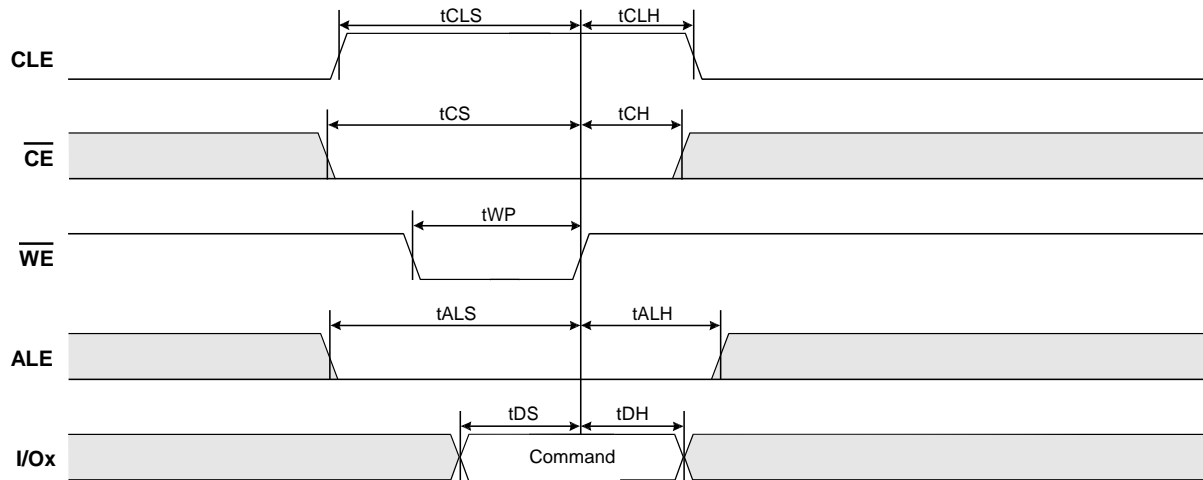 tCLS tCLH
CLE
tCS tCH
CE
tWP
WE
tALS tALH
ALE
tDS tDH
I/Ox Command